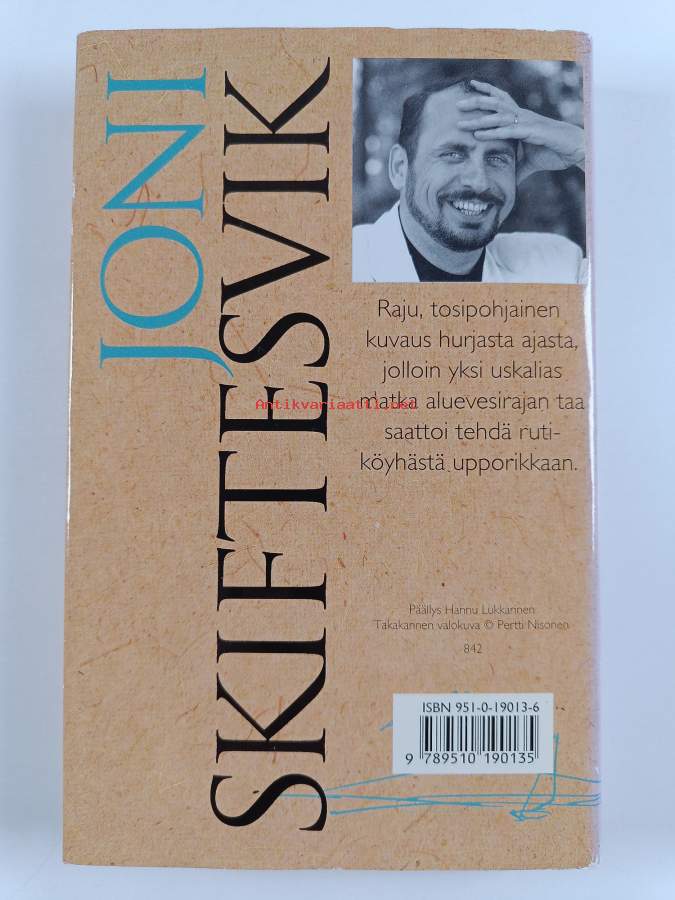 JONI
SKIFTESVIK
Raju, tosipohjainen
kuvaus hurjasta ajasta,
jolloin yksi uskalias
matka aluevesirajan taa
saattoi tehdä ruti-
köyhästä upporikkaan.
Antikvariaatti.net
Päällys Hannu Lukkarinen
Takakannen valokuva © Pertti Nisonen
842
ISBN 951-0-19013-6
9 789510 190135